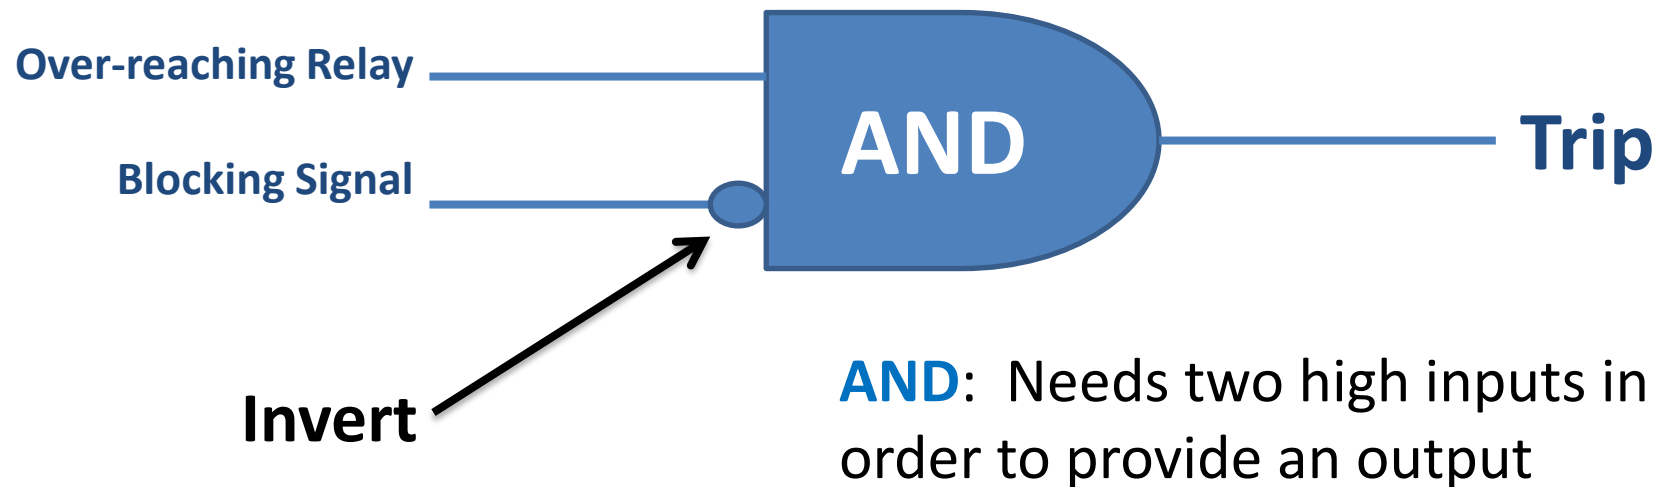 Over-reaching Relay
Blocking Signal
AND
Trip
Invert
AND: Needs two high inputs in
order to provide an output